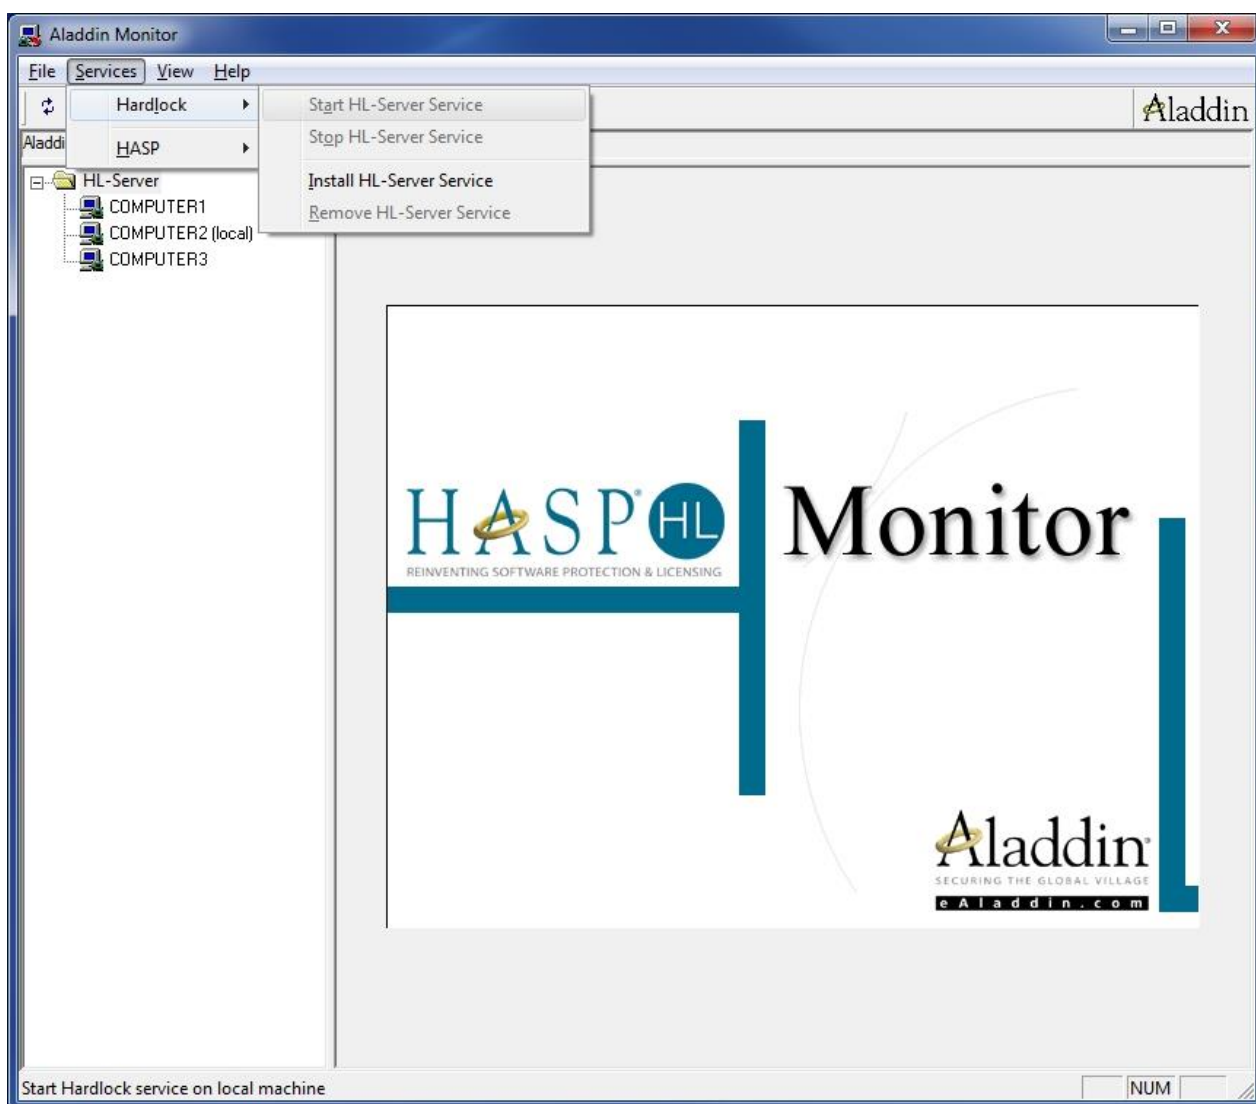 Aladdin Monitor
File Services View Help
Hardlock
HASP
Start HL-Server Service
Stop HL-Server Service
Install HL-Server Service
Remove HL-Server Service
Aladdin
Aladdi
HL-Server
COMPUTER1
COMPUTER2 (local)
COMPUTER3
HASP® HL
REINVENTING SOFTWARE PROTECTION & LICENSING
Monitor
Aladdin
SECURING THE GLOBAL VILLAGE
eAladdin.com
Start Hardlock service on local machine
NUM